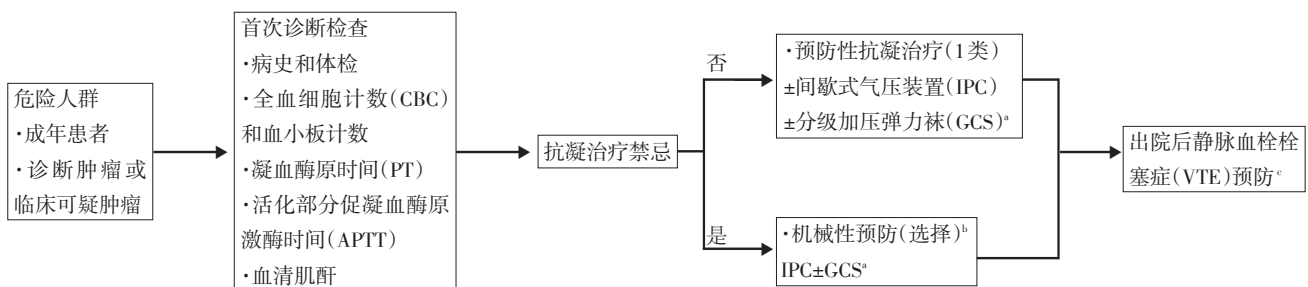 危险人群
·成年患者
·诊断肿瘤或
临床可疑肿瘤
首次诊断检查
·病史和体检
·全血细胞计数(CBC)
和血小板计数
·凝血酶原时间(PT)
·活化部分促凝血酶原
激酶时间(APTT)
·血清肌酐
抗凝治疗禁忌
否
·预防性抗凝治疗(1类)
±间歇式气压装置(IPC)
±分级加压弹力袜(GCS)ᵃ
是
·机械性预防(选择)ᵇ
IPC±GCSᵃ
出院后静脉血栓栓
塞症(VTE)预防ᶜ